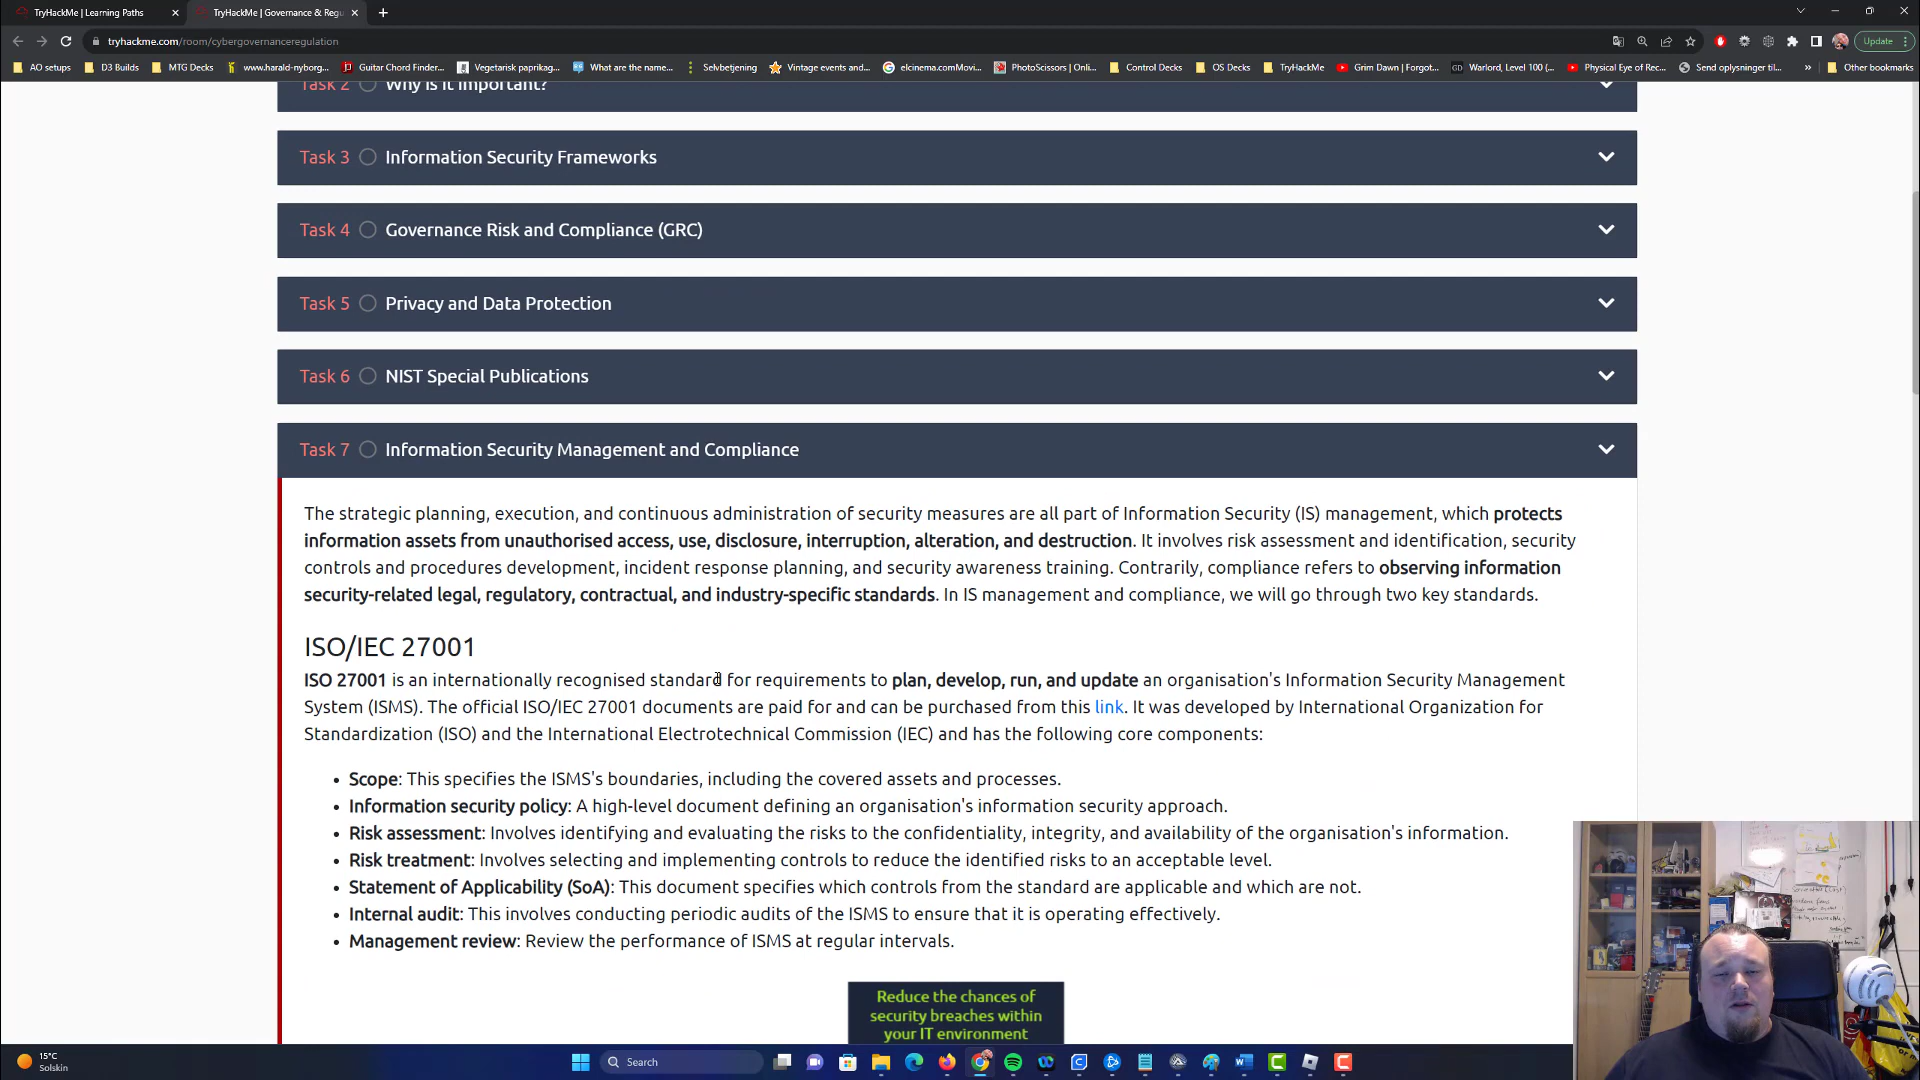 TryHackMe | Learning Paths
TryHackMe | Governance & Regu
tryhackme.com/room/cybergovernanceregulation
Update
AO setups
D3 Builds
MTG Decks
www.harald-nyborg...
Guitar Chord Finder...
Vegetarisk paprikag...
What are the name...
Selvbetjening
Vintage events and...
elcinema.comMovi...
PhotoScissors | Onli...
Control Decks
OS Decks
TryHackMe
Grim Dawn | Forgot...
Warlord, Level 100 (...
Physical Eye of Rec...
Send oplysninger til...
»
Other bookmarks
Task 2 Why is it important?
Task 3 Information Security Frameworks
Task 4 Governance Risk and Compliance (GRC)
Task 5 Privacy and Data Protection
Task 6 NIST Special Publications
Task 7 Information Security Management and Compliance
The strategic planning, execution, and continuous administration of security measures are all part of Information Security (IS) management, which protects
information assets from unauthorised access, use, disclosure, interruption, alteration, and destruction. It involves risk assessment and identification, security
controls and procedures development, incident response planning, and security awareness training. Contrarily, compliance refers to observing information
security-related legal, regulatory, contractual, and industry-specific standards. In IS management and compliance, we will go through two key standards.
ISO/IEC 27001
ISO 27001 is an internationally recognised standard for requirements to plan, develop, run, and update an organisation's Information Security Management
System (ISMS). The official ISO/IEC 27001 documents are paid for and can be purchased from this link. It was developed by International Organization for
Standardization (ISO) and the International Electrotechnical Commission (IEC) and has the following core components:
• Scope: This specifies the ISMS's boundaries, including the covered assets and processes.
• Information security policy: A high-level document defining an organisation's information security approach.
• Risk assessment: Involves identifying and evaluating the risks to the confidentiality, integrity, and availability of the organisation's information.
• Risk treatment: Involves selecting and implementing controls to reduce the identified risks to an acceptable level.
• Statement of Applicability (SoA): This document specifies which controls from the standard are applicable and which are not.
• Internal audit: This involves conducting periodic audits of the ISMS to ensure that it is operating effectively.
• Management review: Review the performance of ISMS at regular intervals.
Reduce the chances of
security breaches within
your IT environment
15°C
Solskin
Search